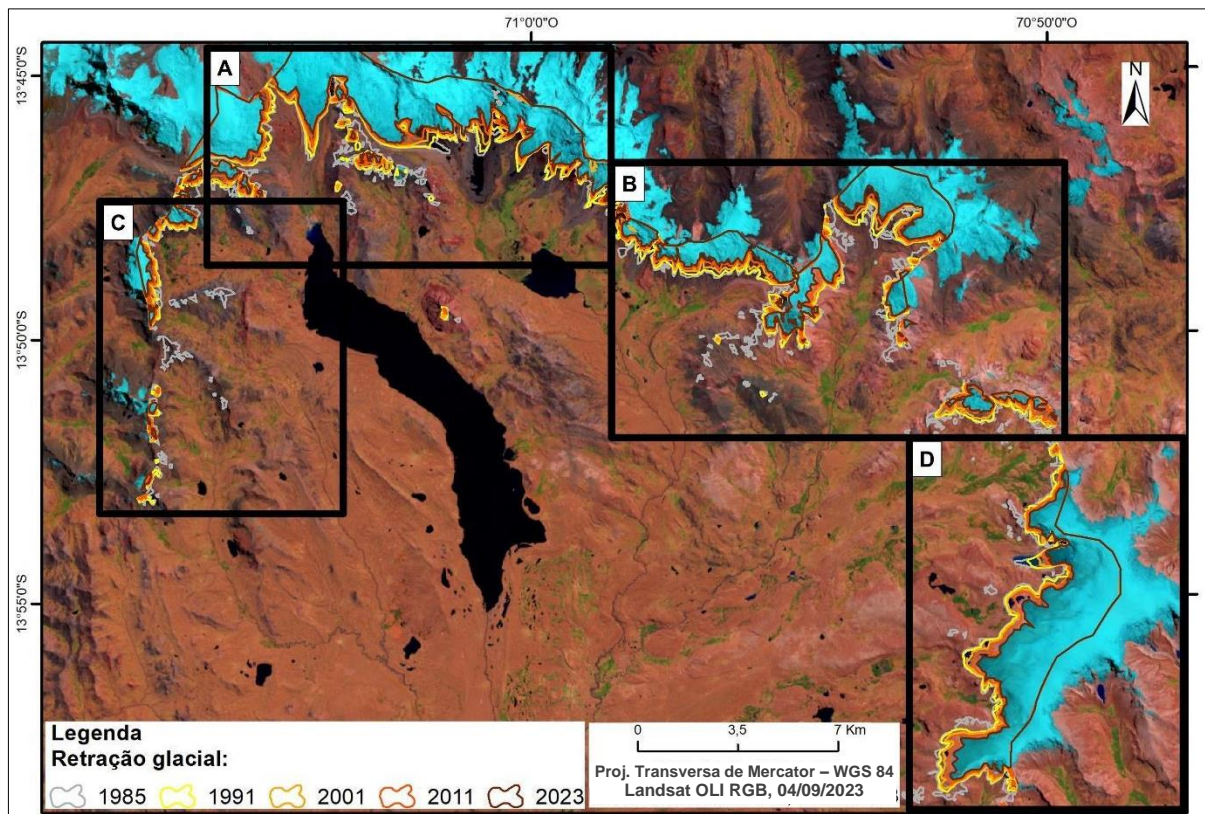 71°0'0"O
70°50'0"O
13°45'0"S
13°50'0"S
13°55'0"S
A
N
B
C
D
Legenda
Retração glacial:
1985
1991
2001
2011
2023
0
3,5
7 Km
Proj. Transversa de Mercator – WGS 84
Landsat OLI RGB, 04/09/2023